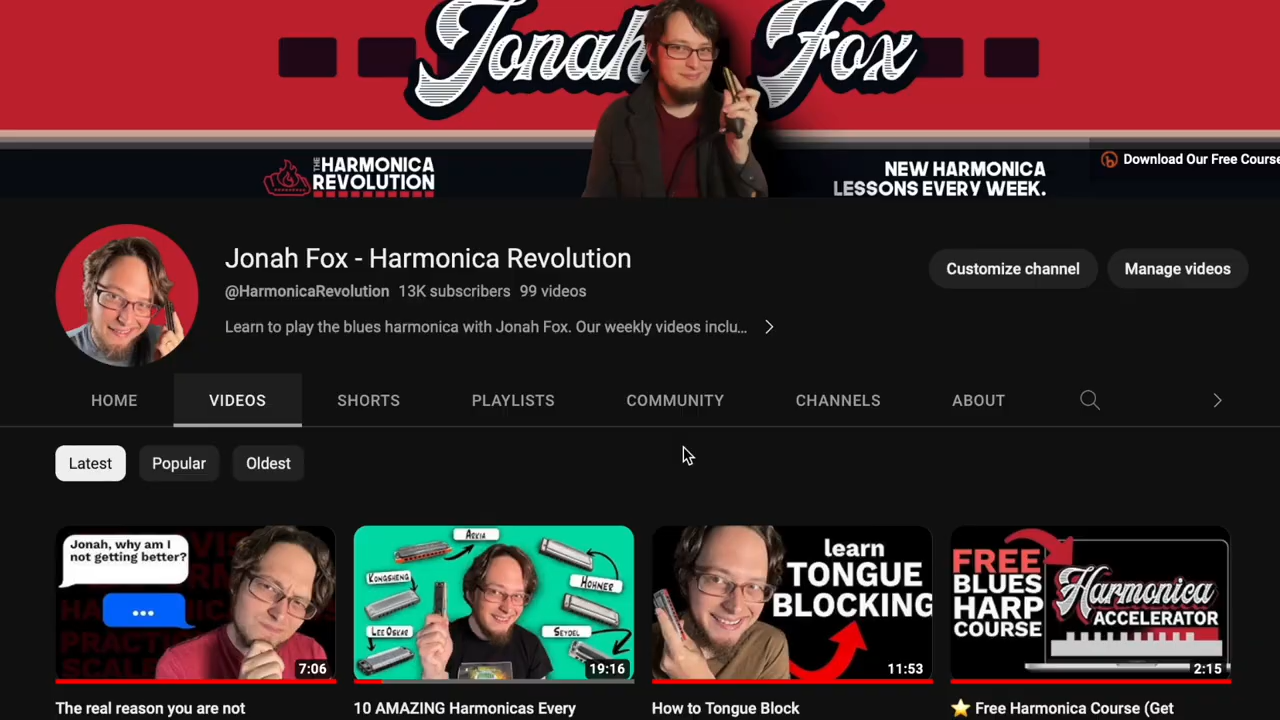 Jonah Fox
THE
HARMONICA
REVOLUTION
NEW HARMONICA
LESSONS EVERY WEEK.
Download Our Free Course
Jonah Fox - Harmonica Revolution
@HarmonicaRevolution 13K subscribers 99 videos
Learn to play the blues harmonica with Jonah Fox. Our weekly videos inclu...
Customize channel
Manage videos
HOME VIDEOS SHORTS PLAYLISTS COMMUNITY CHANNELS ABOUT
Latest Popular Oldest
Jonah, why am I
not getting better?
...
7:06
ARKIA
KONGSHENG
HOHNER
LEE OSKAR
SEYDEL
19:16
learn
TONGUE
BLOCKING
11:53
FREE
BLUES
HARP
COURSE
Harmonica
ACCELERATOR
2:15
The real reason you are not
10 AMAZING Harmonicas Every
How to Tongue Block
⭐ Free Harmonica Course (Get